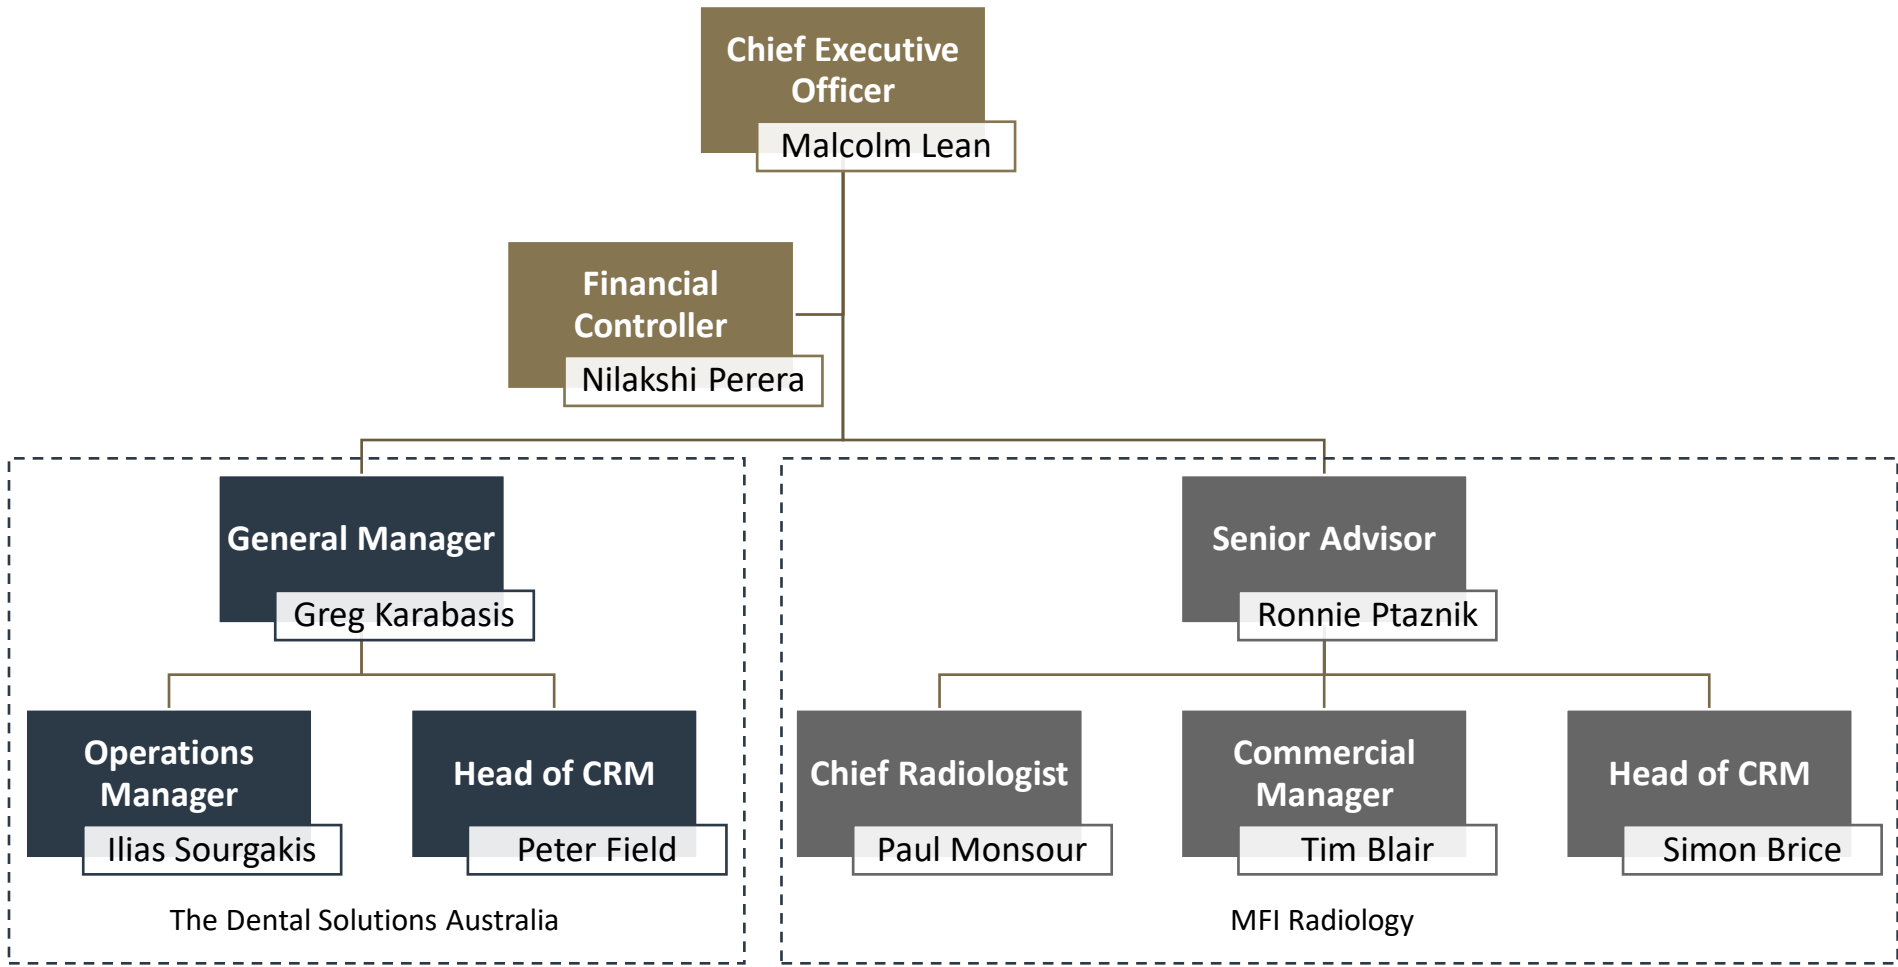 Chief Executive
Officer
Malcolm Lean
Financial
Controller
Nilakshi Perera
General Manager
Greg Karabasis
Senior Advisor
Ronnie Ptaznik
Operations
Manager
Ilias Sourgakis
Head of CRM
Peter Field
Chief Radiologist
Paul Monsour
Commercial
Manager
Tim Blair
Head of CRM
Simon Brice
The Dental Solutions Australia
MFI Radiology